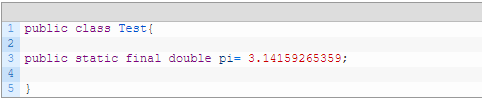 1 public class Test{
2
3 public static final double pi= 3.14159265359;
4
5 }